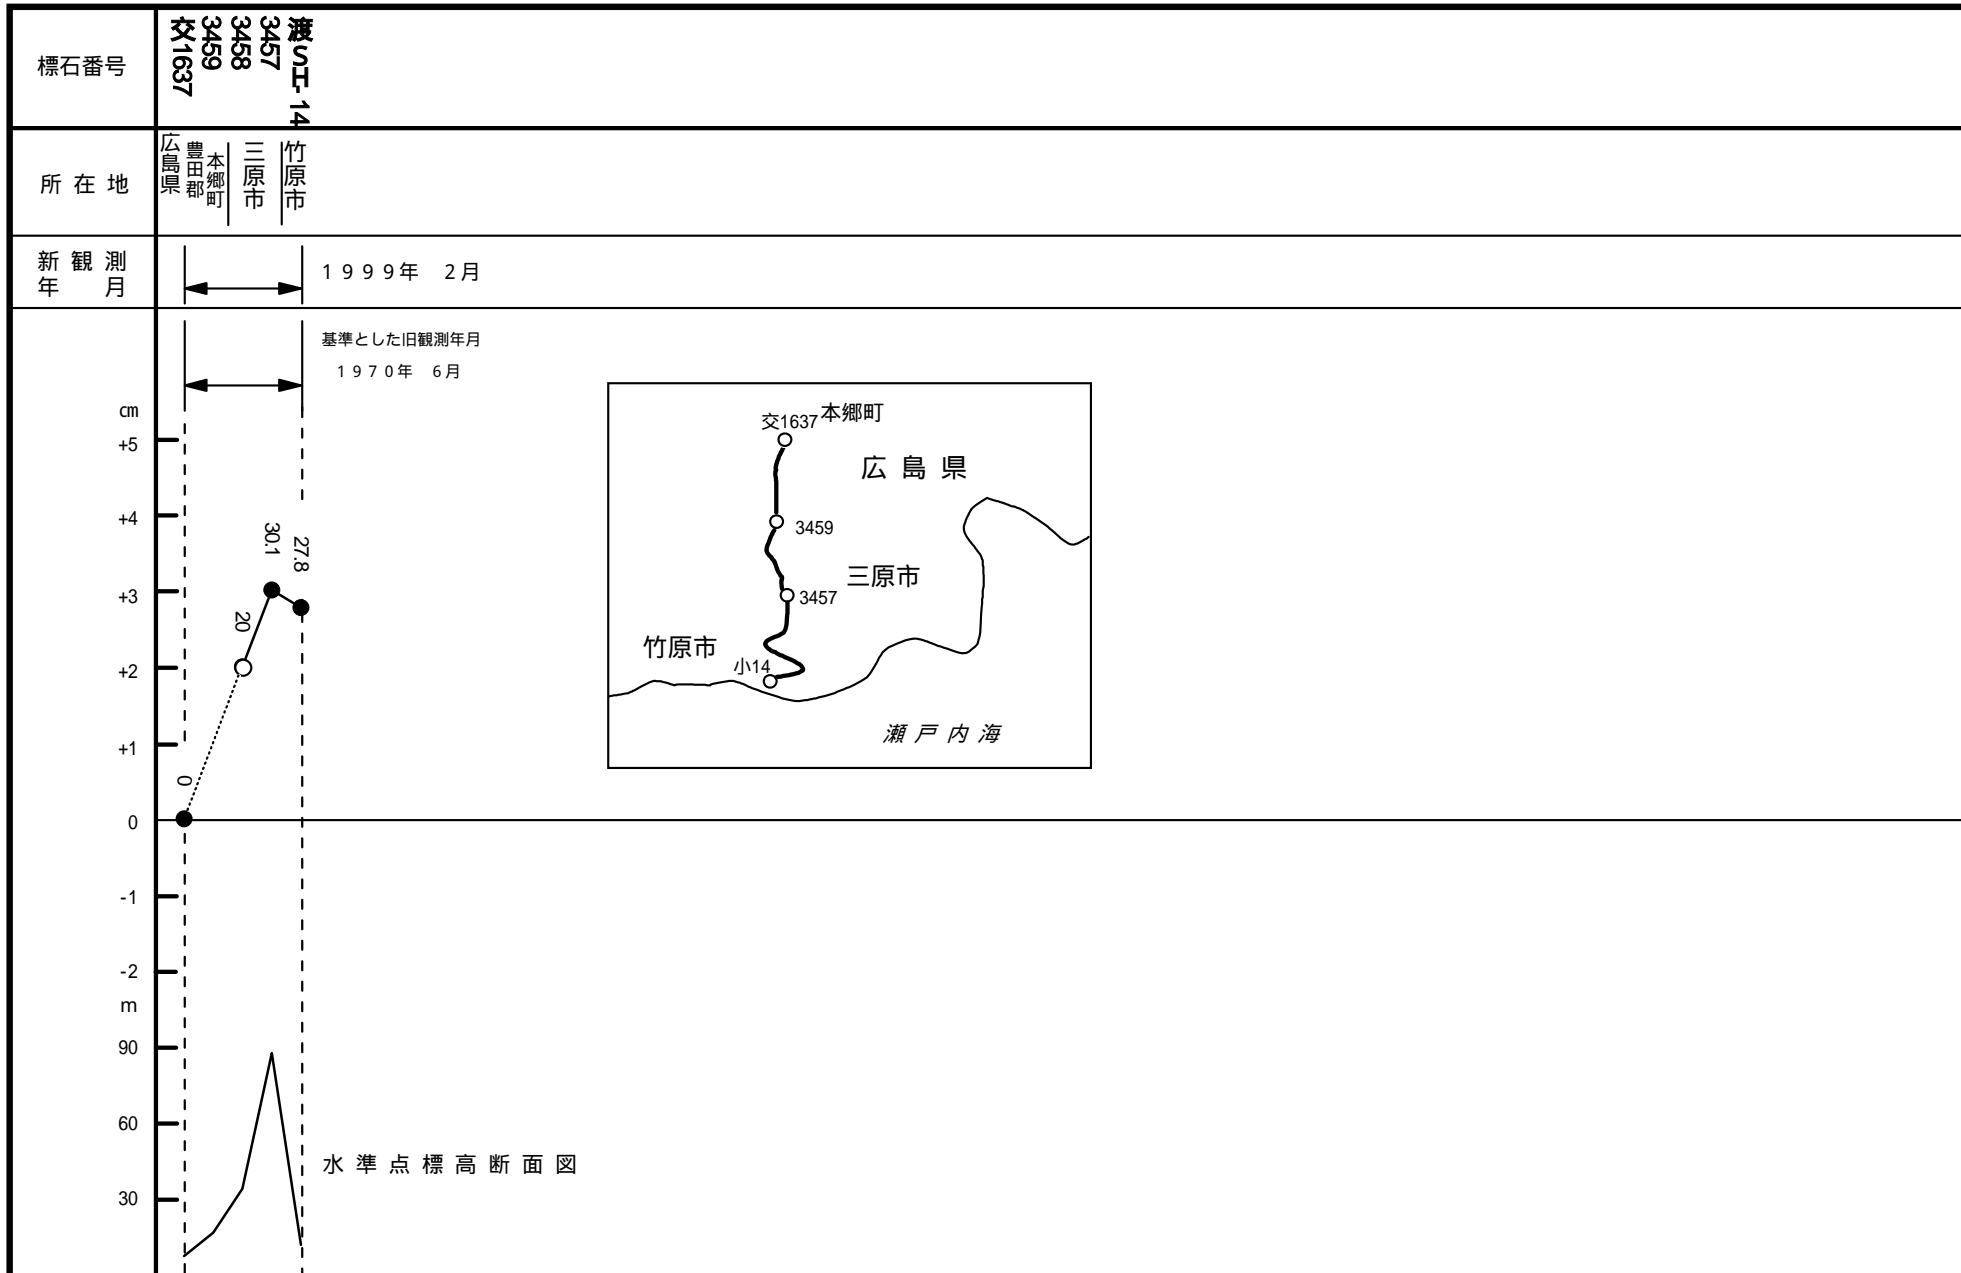 標石番号
交1637
3459
3458
3457
渡SH-14
所在地
広島県
豊田郡
本郷町
三原市
竹原市
新観測
年 月
1999年 2月
基準とした旧観測年月
1970年 6月
cm
+5
+4
+3
+2
+1
0
-1
-2
m
90
60
30
0
20
30.1
27.8
交1637
本郷町
広島県
3459
三原市
3457
竹原市
小14
瀬戸内海
水準点標高断面図